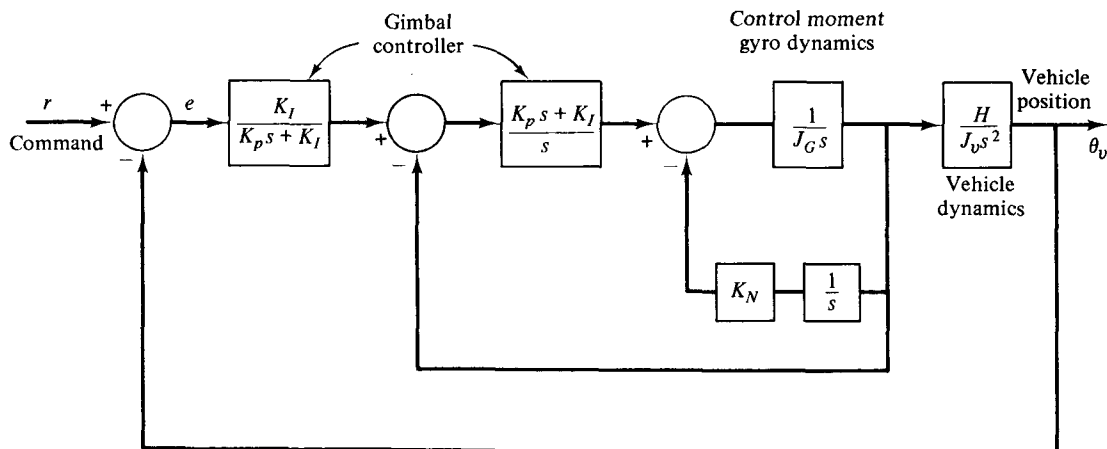 Gimbal
controller
Control moment
gyro dynamics
Vehicle
position
r
+
e
K_I
K_p s + K_I
+
K_p s + K_I
s
+
1
J_G s
H
J_v s^2
θ_v
Command
−
−
−
Vehicle
dynamics
K_N
1
s